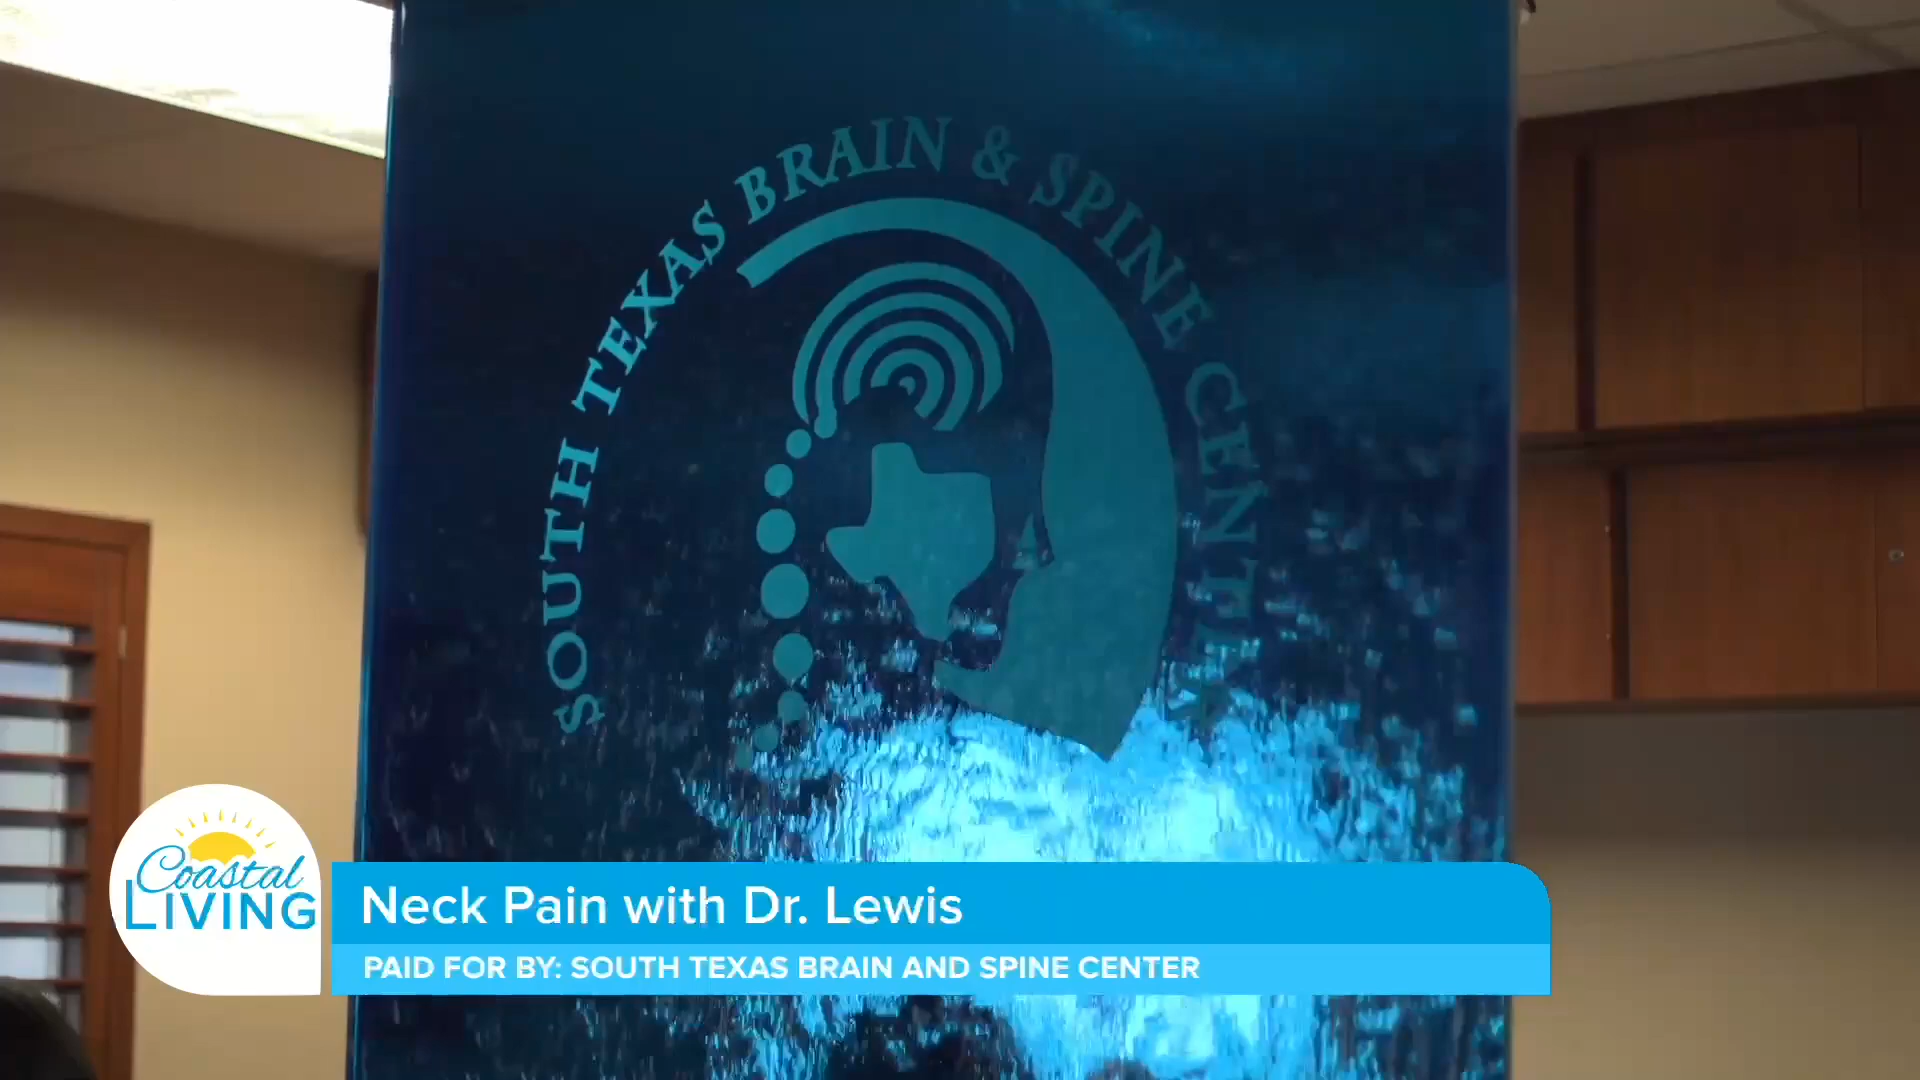 SOUTH TEXAS BRAIN & SPINE CENTER
Coastal
LIVING
Neck Pain with Dr. Lewis
PAID FOR BY: SOUTH TEXAS BRAIN AND SPINE CENTER